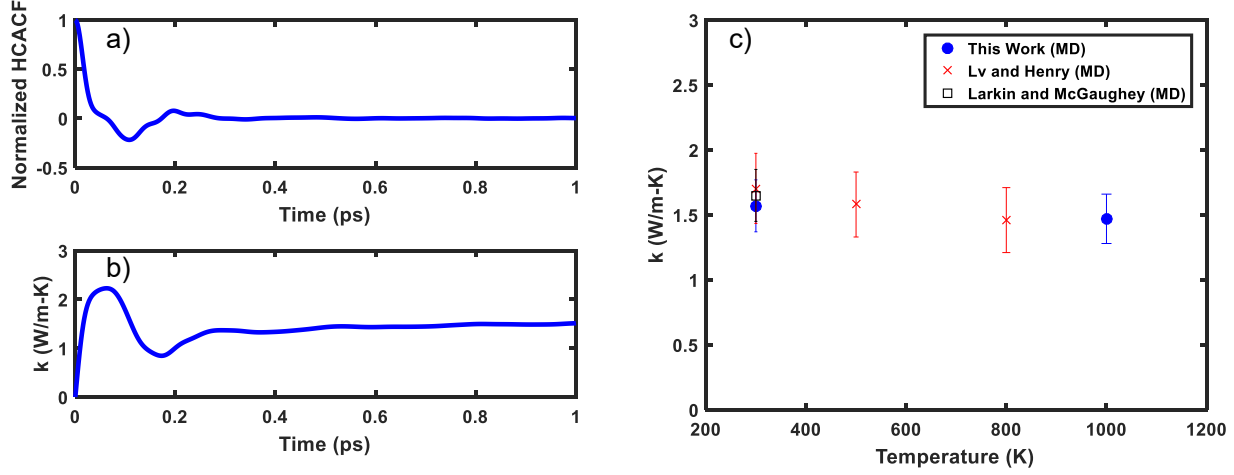 a)
Normalized HCACF
1
0.5
0
-0.5
0
0.2
0.4
0.6
0.8
1
Time (ps)
b)
k (W/m-K)
3
2
1
0
0
0.2
0.4
0.6
0.8
1
Time (ps)
c)
k (W/m-K)
3
2.5
2
1.5
1
0.5
0
This Work (MD)
Lv and Henry (MD)
Larkin and McGaughey (MD)
200
400
600
800
1000
1200
Temperature (K)